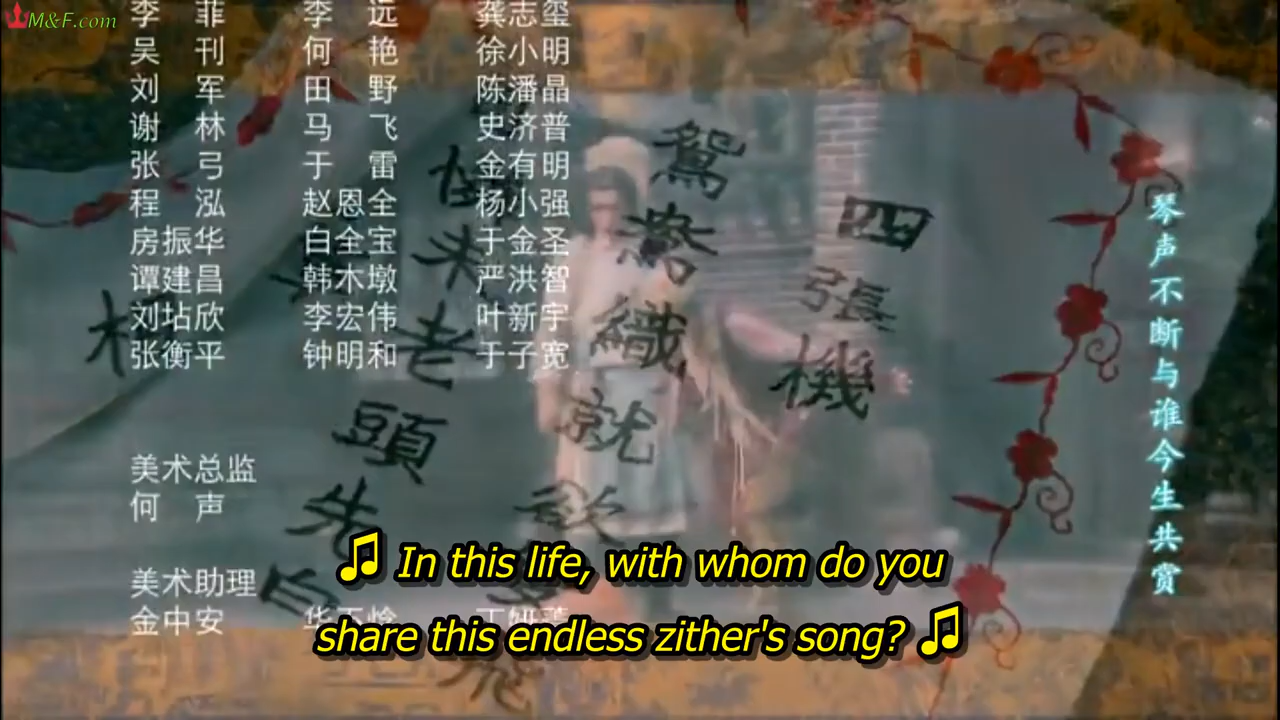 M&F.com
李 菲 李 远 龚志玺
吴 刊 何 艳 徐小明
刘 军 田 野 陈潘晶
谢 林 马 飞 史济普
张 弓 于 雷 金有明
程 泓 赵恩全 杨小强
房振华 白全宝 于金圣
谭建昌 韩木墩 严洪智
刘坫欣 李宏伟 叶新宇
张衡平 钟明和 于子宽
美术总监
何 声
美术助理
金中安
四張機
鴛鴦織就欲雙飛
憐未老頭先白
琴声不断与谁今生共赏
♫ In this life, with whom do you
share this endless zither's song? ♫